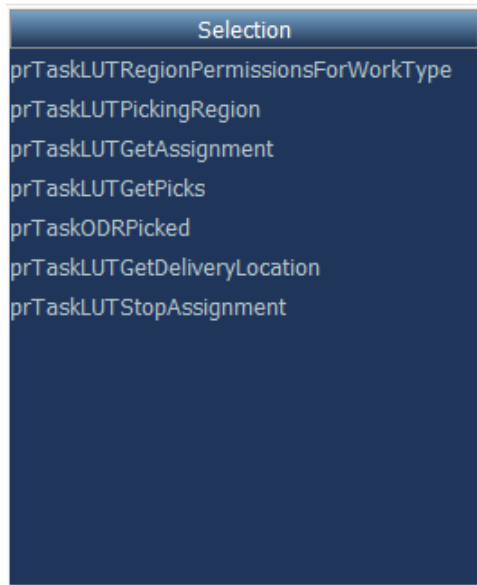 Selection
prTaskLUTRegionPermissionsForWorkType
prTaskLUTPickingRegion
prTaskLUTGetAssignment
prTaskLUTGetPicks
prTaskODRPicked
prTaskLUTGetDeliveryLocation
prTaskLUTStopAssignment